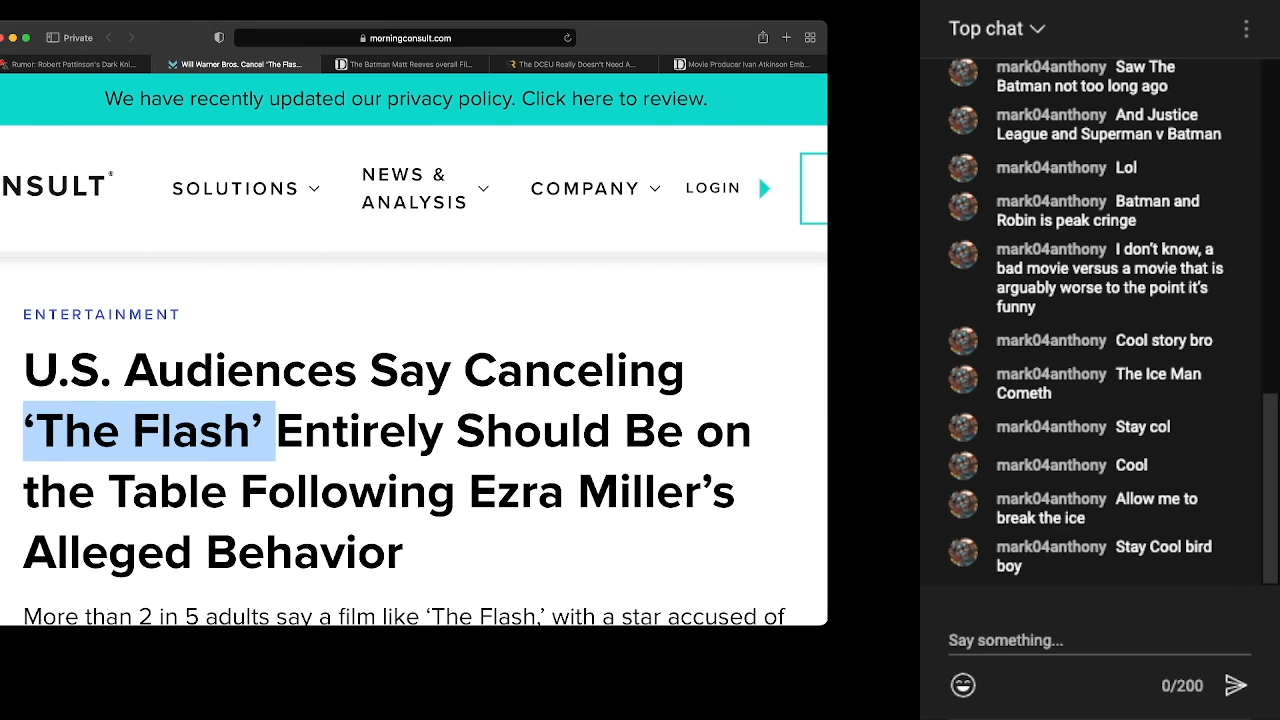 Private
morningconsult.com
Rumor: Robert Pattinson's Dark Kni...
Will Warner Bros. Cancel “The Flas...
The Batman Matt Reeves overall Fil...
The DCEU Really Doesn't Need A...
Movie Producer Ivan Atkinson Emb...
We have recently updated our privacy policy. Click here to review.
NSULT®
SOLUTIONS
NEWS &
ANALYSIS
COMPANY
LOGIN
ENTERTAINMENT
U.S. Audiences Say Canceling
‘The Flash’ Entirely Should Be on
the Table Following Ezra Miller’s
Alleged Behavior
More than 2 in 5 adults say a film like ‘The Flash,’ with a star accused of
Top chat
mark04anthony Saw The
Batman not too long ago
mark04anthony And Justice
League and Superman v Batman
mark04anthony Lol
mark04anthony Batman and
Robin is peak cringe
mark04anthony I don’t know, a
bad movie versus a movie that is
arguably worse to the point it’s
funny
mark04anthony Cool story bro
mark04anthony The Ice Man
Cometh
mark04anthony Stay col
mark04anthony Cool
mark04anthony Allow me to
break the ice
mark04anthony Stay Cool bird
boy
Say something...
0/200